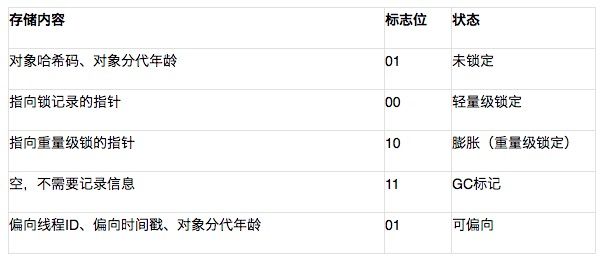 存储内容 标志位 状态
对象哈希码、对象分代年龄 01 未锁定
指向锁记录的指针 00 轻量级锁定
指向重量级锁的指针 10 膨胀（重量级锁定）
空，不需要记录信息 11 GC标记
偏向线程ID、偏向时间戳、对象分代年龄 01 可偏向